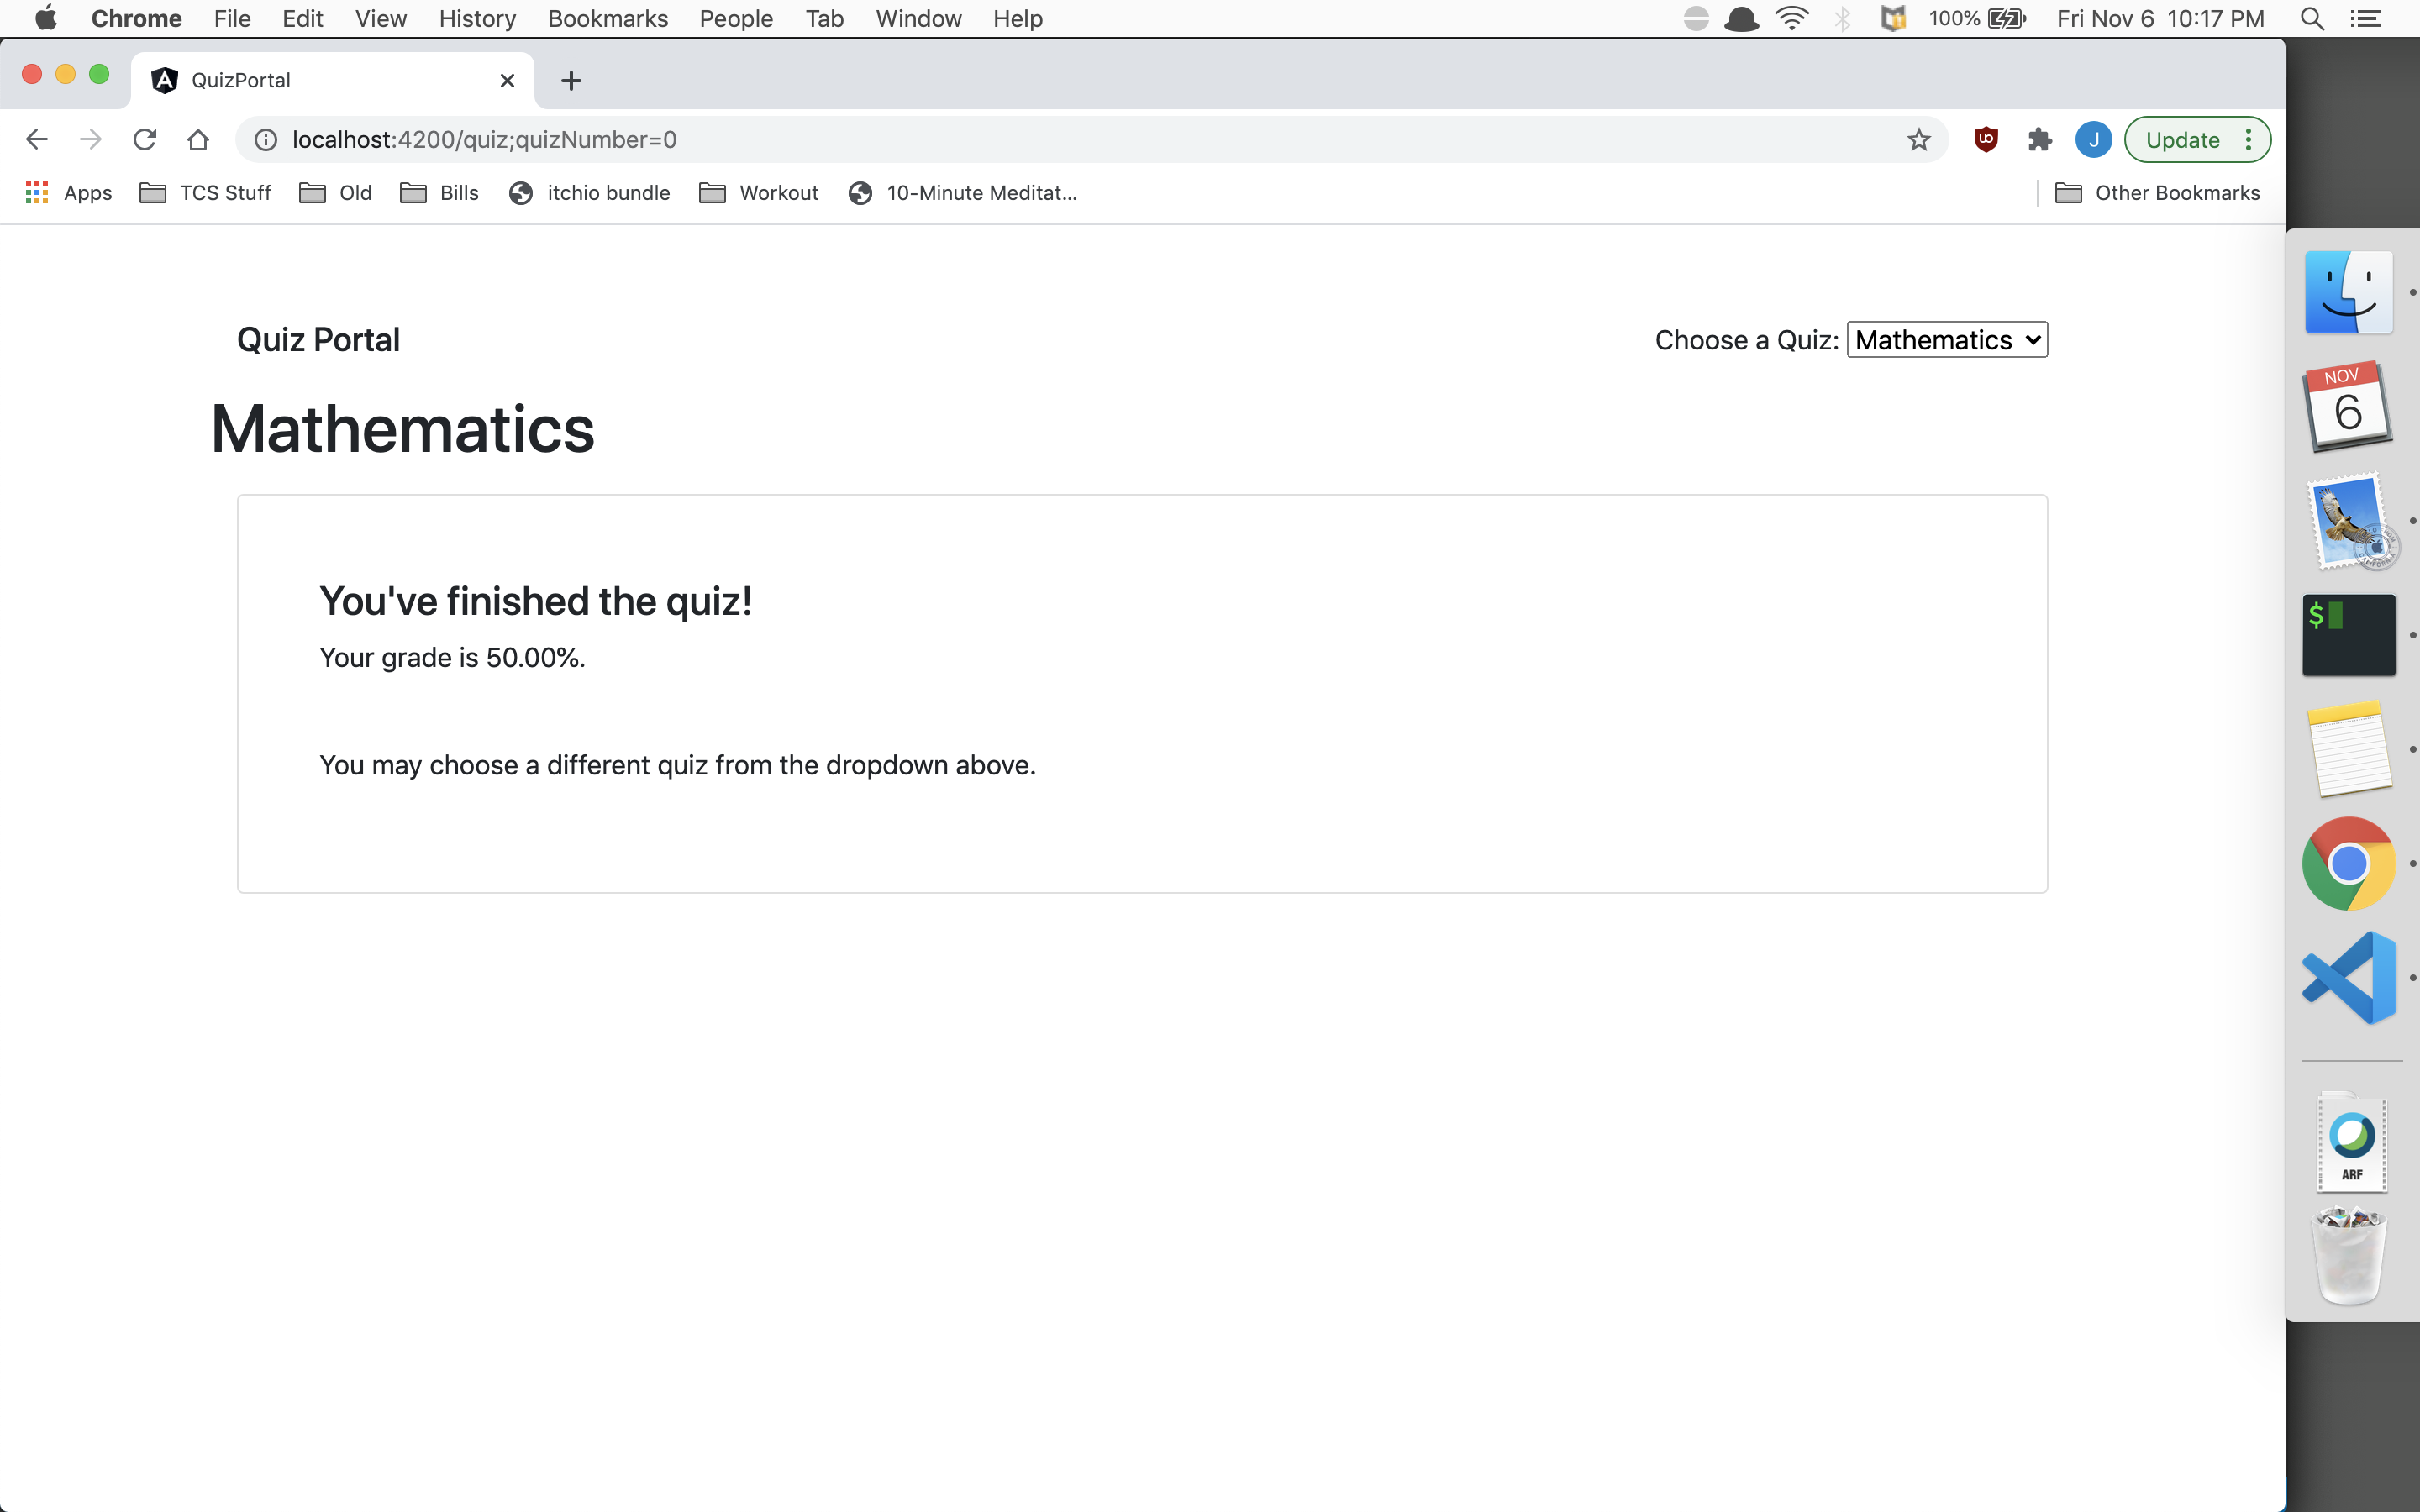 Chrome File Edit View History Bookmarks People Tab Window Help 100% Fri Nov 6 10:17 PM
QuizPortal
localhost:4200/quiz;quizNumber=0 J Update
Apps TCS Stuff Old Bills itchio bundle Workout 10-Minute Meditat... Other Bookmarks
Quiz Portal Choose a Quiz: Mathematics
Mathematics
You've finished the quiz!
Your grade is 50.00%.
You may choose a different quiz from the dropdown above.
NOV
6
$
ARF